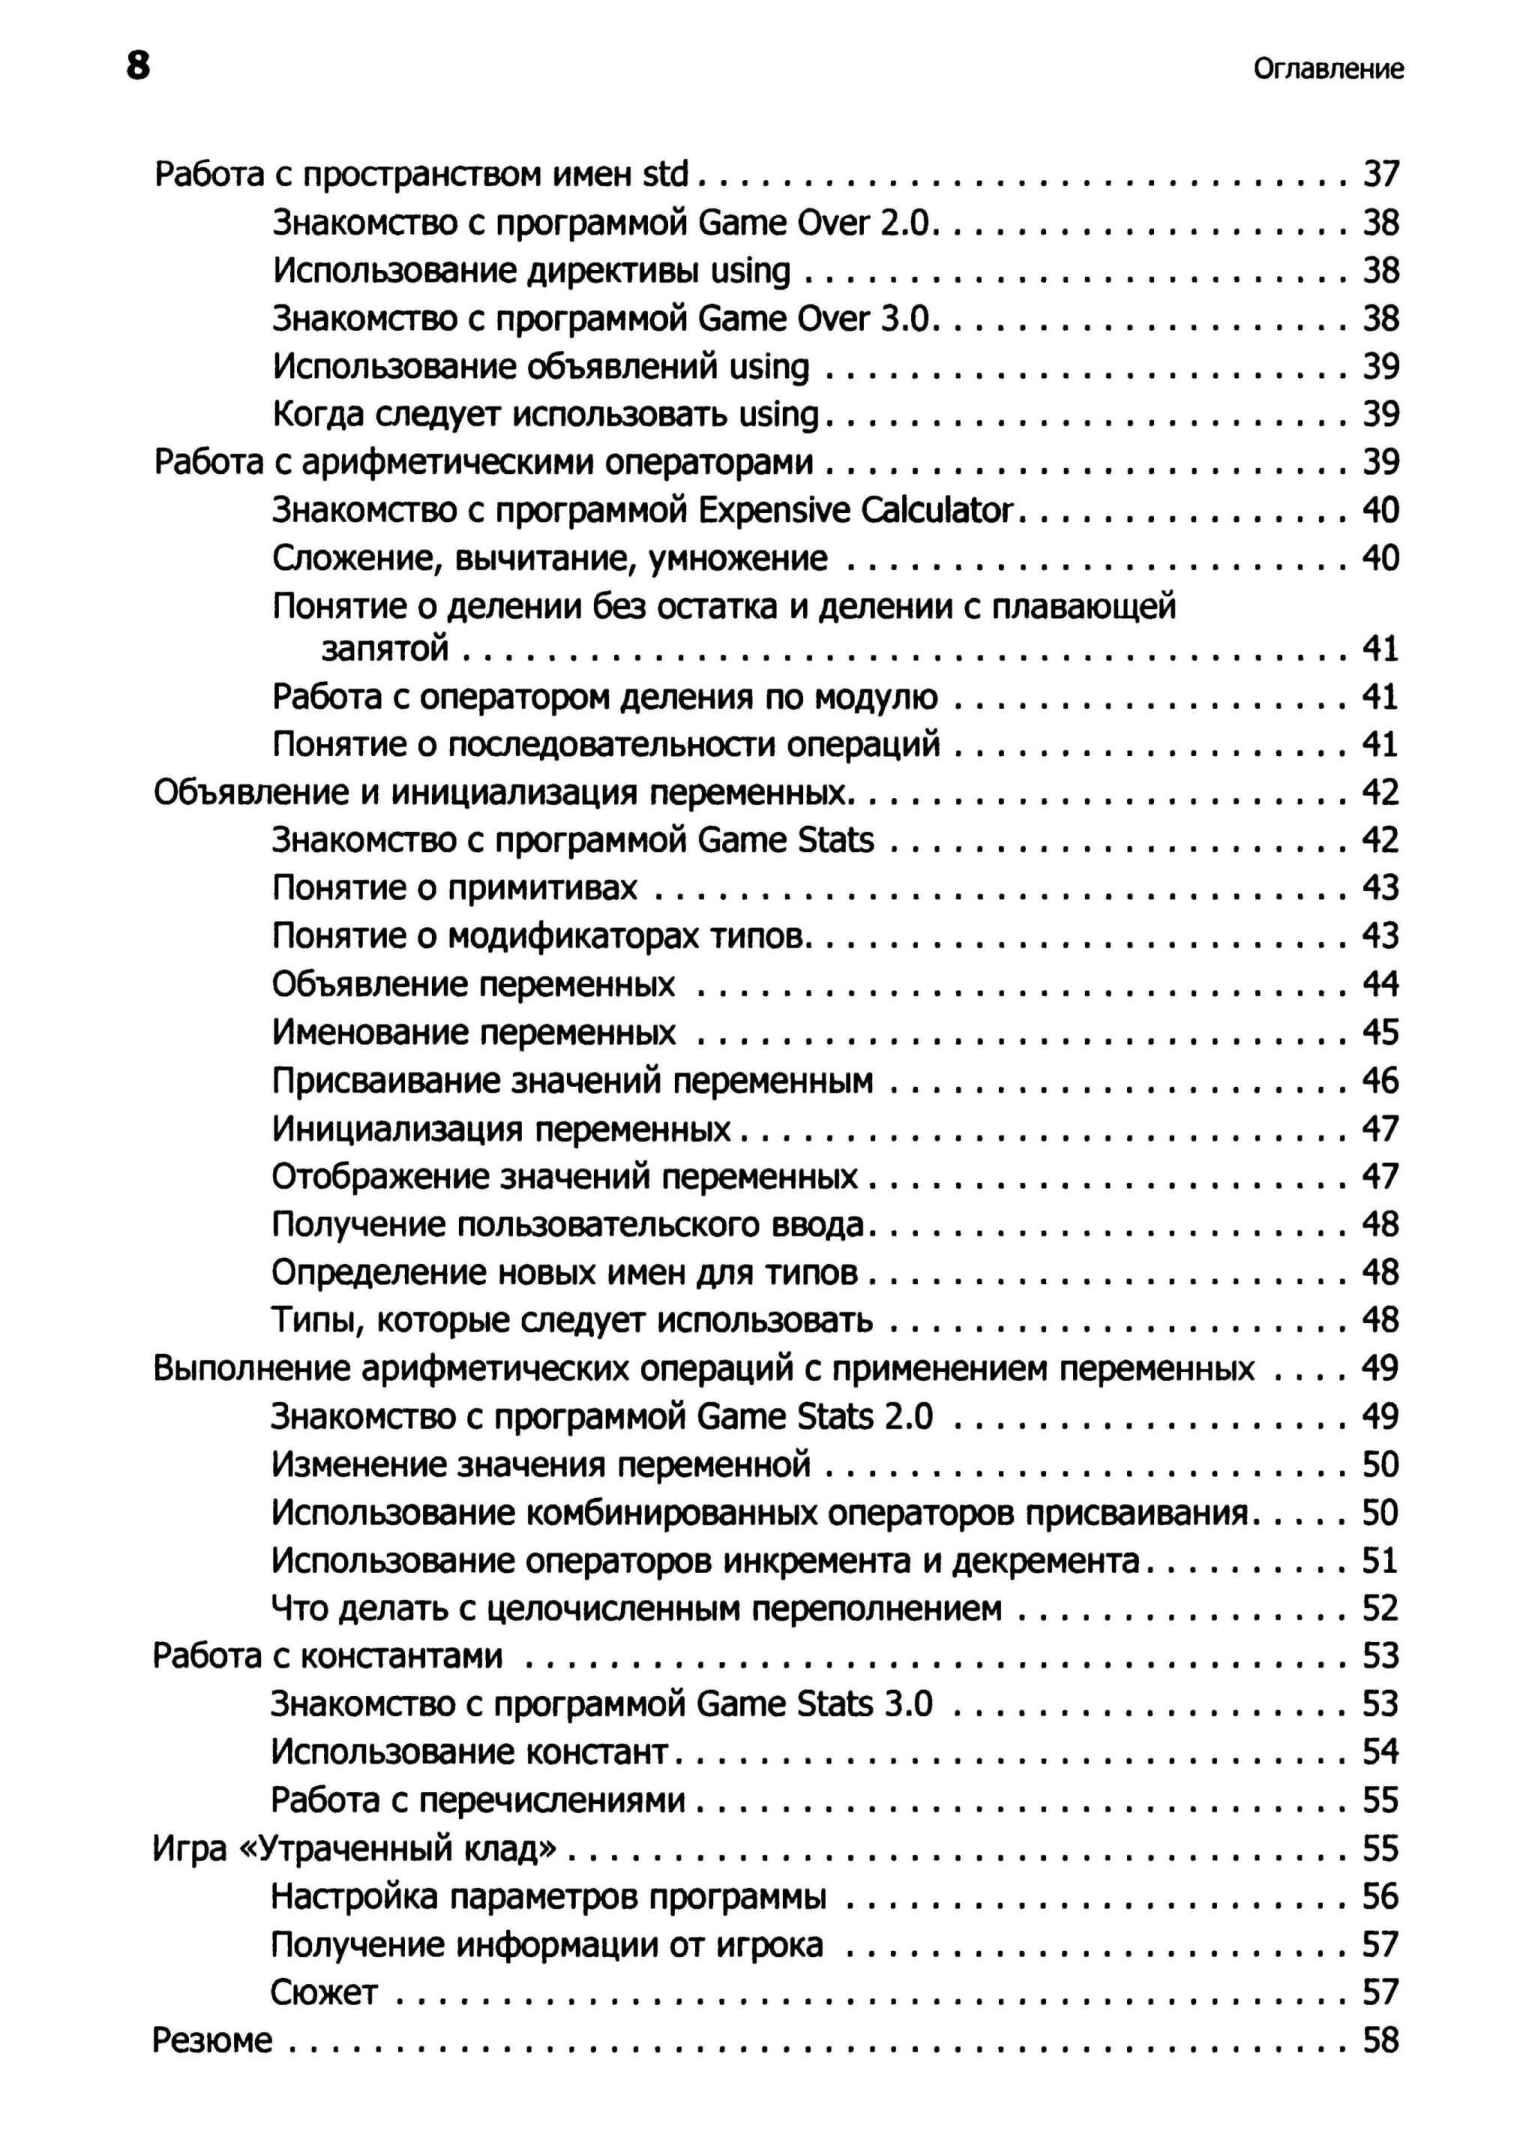 8 Оглавление
Работа с пространством имен std . . . . . . . . . . . . . . . . . . . . . . . . . . . . . . . 37
Знакомство с программой Game Over 2.0. . . . . . . . . . . . . . . . . . . . 38
Использование директивы using . . . . . . . . . . . . . . . . . . . . . . . . . . 38
Знакомство с программой Game Over 3.0. . . . . . . . . . . . . . . . . . . . 38
Использование объявлений using . . . . . . . . . . . . . . . . . . . . . . . . . 39
Когда следует использовать using. . . . . . . . . . . . . . . . . . . . . . . . . 39
Работа с арифметическими операторами . . . . . . . . . . . . . . . . . . . . . . . . . 39
Знакомство с программой Expensive Calculator. . . . . . . . . . . . . . . . 40
Сложение, вычитание, умножение . . . . . . . . . . . . . . . . . . . . . . . . 40
Понятие о делении без остатка и делении с плавающей
запятой . . . . . . . . . . . . . . . . . . . . . . . . . . . . . . . . . . . . . . . . . . 41
Работа с оператором деления по модулю . . . . . . . . . . . . . . . . . . . 41
Понятие о последовательности операций . . . . . . . . . . . . . . . . . . . 41
Объявление и инициализация переменных. . . . . . . . . . . . . . . . . . . . . . . . 42
Знакомство с программой Game Stats . . . . . . . . . . . . . . . . . . . . . . 42
Понятие о примитивах . . . . . . . . . . . . . . . . . . . . . . . . . . . . . . . . . 43
Понятие о модификаторах типов. . . . . . . . . . . . . . . . . . . . . . . . . . 43
Объявление переменных . . . . . . . . . . . . . . . . . . . . . . . . . . . . . . . 44
Именование переменных . . . . . . . . . . . . . . . . . . . . . . . . . . . . . . . 45
Присваивание значений переменным . . . . . . . . . . . . . . . . . . . . . . 46
Инициализация переменных . . . . . . . . . . . . . . . . . . . . . . . . . . . . . 47
Отображение значений переменных . . . . . . . . . . . . . . . . . . . . . . . 47
Получение пользовательского ввода. . . . . . . . . . . . . . . . . . . . . . . 48
Определение новых имен для типов . . . . . . . . . . . . . . . . . . . . . . . 48
Типы, которые следует использовать . . . . . . . . . . . . . . . . . . . . . . 48
Выполнение арифметических операций с применением переменных . . . . 49
Знакомство с программой Game Stats 2.0 . . . . . . . . . . . . . . . . . . . 49
Изменение значения переменной . . . . . . . . . . . . . . . . . . . . . . . . . 50
Использование комбинированных операторов присваивания. . . . . 50
Использование операторов инкремента и декремента. . . . . . . . . . 51
Что делать с целочисленным переполнением . . . . . . . . . . . . . . . . 52
Работа с константами . . . . . . . . . . . . . . . . . . . . . . . . . . . . . . . . . . . . . . . 53
Знакомство с программой Game Stats 3.0 . . . . . . . . . . . . . . . . . . . 53
Использование констант. . . . . . . . . . . . . . . . . . . . . . . . . . . . . . . . 54
Работа с перечислениями . . . . . . . . . . . . . . . . . . . . . . . . . . . . . . . 55
Игра «Утраченный клад» . . . . . . . . . . . . . . . . . . . . . . . . . . . . . . . . . . . . . 55
Настройка параметров программы . . . . . . . . . . . . . . . . . . . . . . . . 56
Получение информации от игрока . . . . . . . . . . . . . . . . . . . . . . . . 57
Сюжет . . . . . . . . . . . . . . . . . . . . . . . . . . . . . . . . . . . . . . . . . . . . . 57
Резюме . . . . . . . . . . . . . . . . . . . . . . . . . . . . . . . . . . . . . . . . . . . . . . . . . . 58